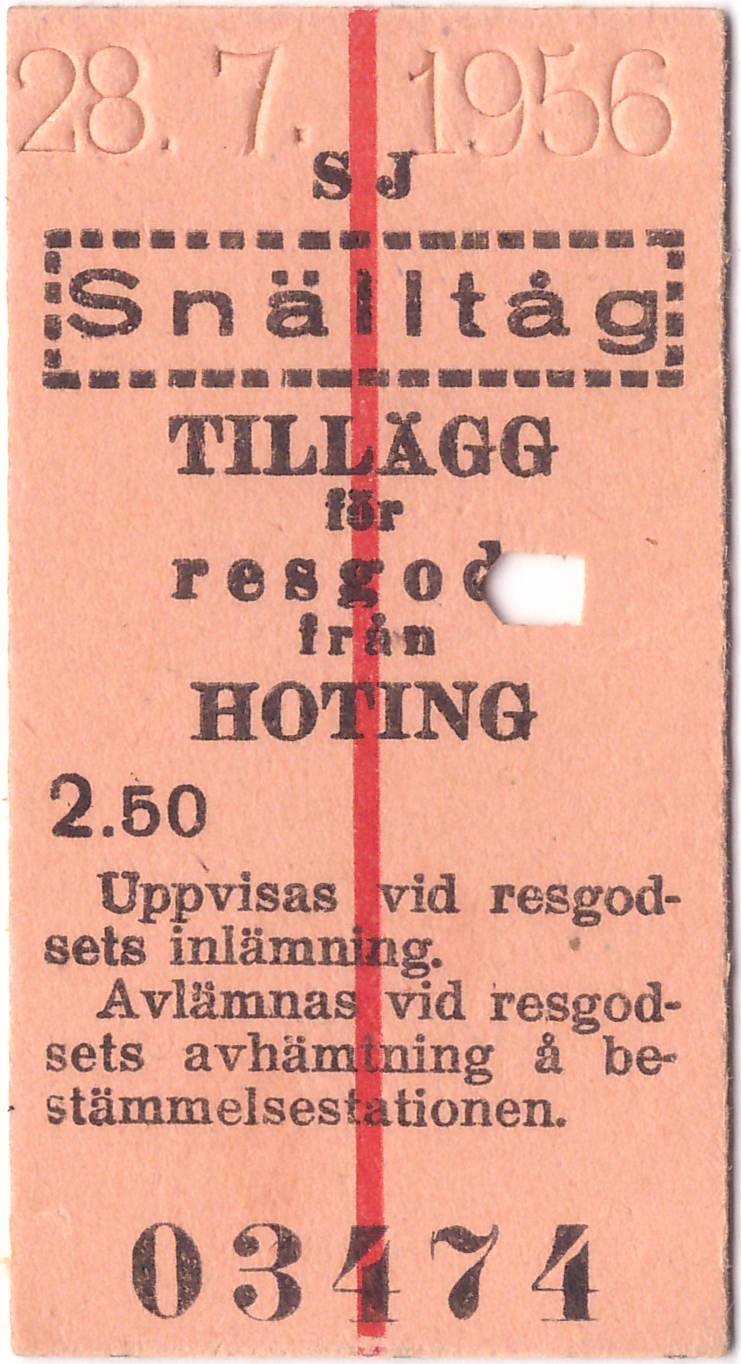 28. 7. 1956
SJ
Snälltåg
TILLÄGG
för
resgod
från
HOTING
2.50
Uppvisas vid resgod-
sets inlämning.
Avlämnas vid resgod-
sets avhämtning å be-
stämmelsestationen.
03474